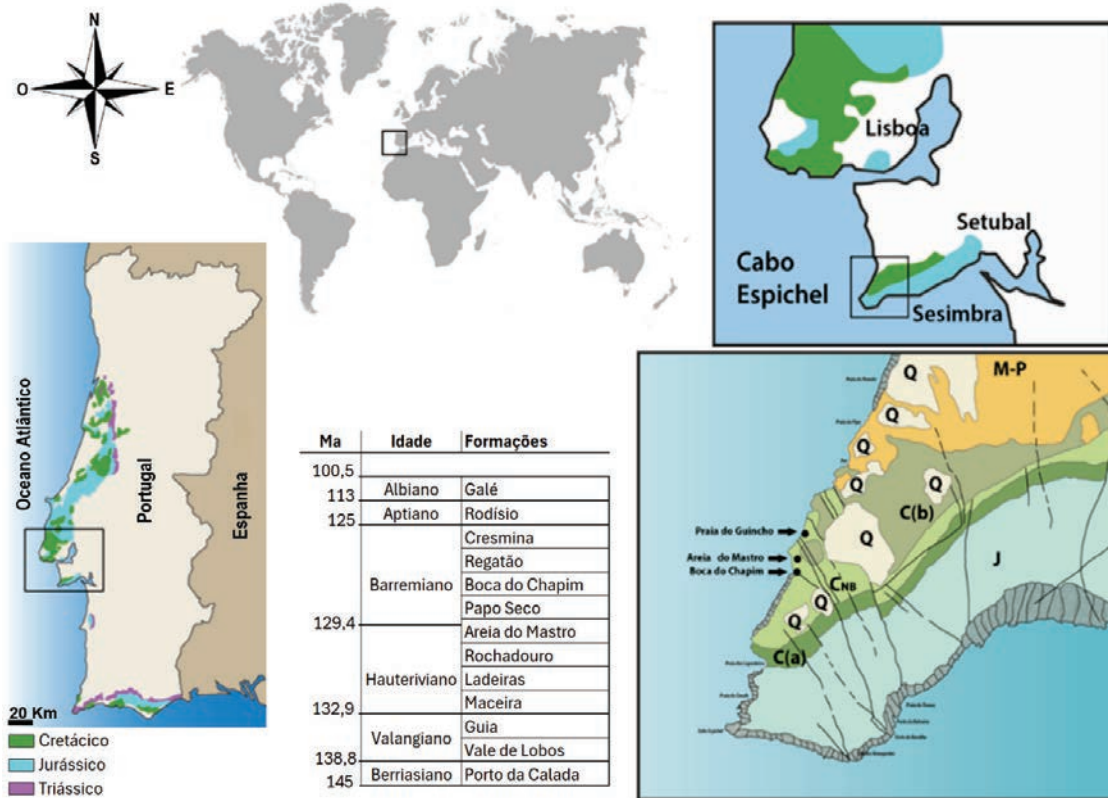 N
O
E
S
Lisboa
Setubal
Cabo
Espichel
Sesimbra
Oceano Atlântico
Portugal
Espanha
20 Km
Cretácico
Jurássico
Triássico
Ma Idade Formações
100,5
Albiano Galé
113
Aptiano Rodísio
125
Cresmina
Regatão
Barremiano Boca do Chapim
Papo Seco
129,4
Areia do Mastro
Rochadouro
Hauteriviano Ladeiras
Maceira
132,9
Guia
Valangiano
Vale de Lobos
138,8
Berriasiano Porto da Calada
145
Q
M-P
Q
Q
Q
Q
C(b)
Praia do Guincho
Q
Areia do Mastro
J
Boca do Chapim
CNB
Q
Q
C(a)